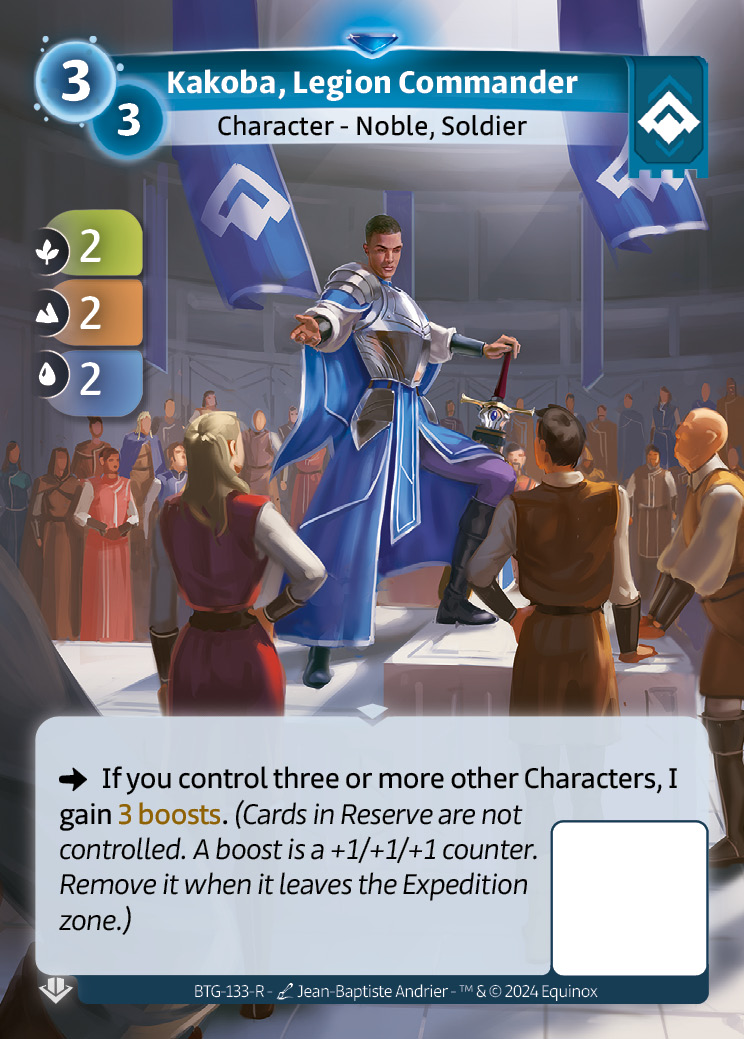 3
Kakoba, Legion Commander
3
Character - Noble, Soldier
2
2
2
If you control three or more other Characters, I
gain 3 boosts. (Cards in Reserve are not
controlled. A boost is a +1/+1/+1 counter.
Remove it when it leaves the Expedition
zone.)
BTG-133-R - Jean-Baptiste Andrier - ™ & © 2024 Equinox